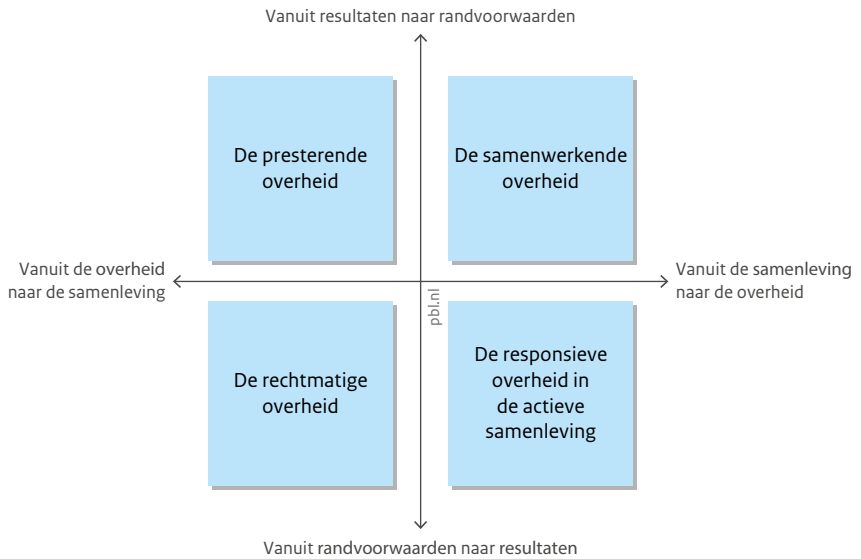 Vanuit resultaten naar randvoorwaarden
De presterende
overheid
De samenwerkende
overheid
Vanuit de overheid
naar de samenleving
Vanuit de samenleving
naar de overheid
pbl.nl
De rechtmatige
overheid
De responsieve
overheid in
de actieve
samenleving
Vanuit randvoorwaarden naar resultaten